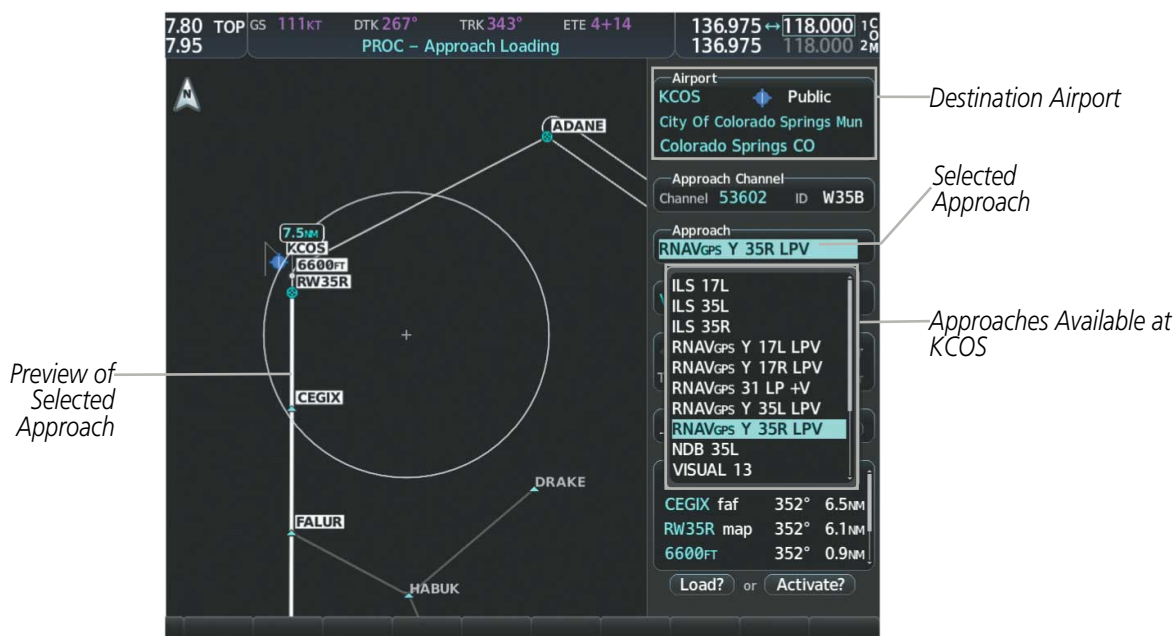 7.80 TOP GS 111KT DTK 267° TRK 343° ETE 4+14 136.975 ↔ 118.000 1 COM
7.95 PROC – Approach Loading 136.975 118.000 2
N
ADANE
7.5NM
KCOS
6600FT
RW35R
CEGIX
DRAKE
FALUR
HABUK
Airport
KCOS Public
City Of Colorado Springs Mun
Colorado Springs CO
Approach Channel
Channel 53602 ID W35B
Approach
RNAVGPS Y 35R LPV
ILS 17L
ILS 35L
ILS 35R
RNAVGPS Y 17L LPV
RNAVGPS Y 17R LPV
RNAVGPS 31 LP +V
RNAVGPS Y 35L LPV
RNAVGPS Y 35R LPV
NDB 35L
VISUAL 13
CEGIX faf 352° 6.5NM
RW35R map 352° 6.1NM
6600FT 352° 0.9NM
Load? or Activate?
Destination Airport
Selected
Approach
Approaches Available at
KCOS
Preview of
Selected
Approach